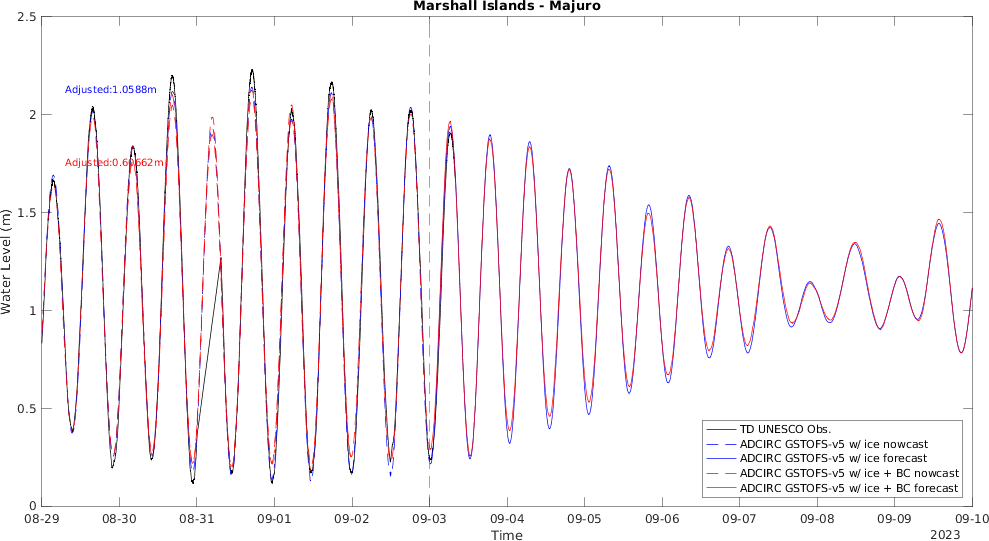 Marshall Islands - Majuro
2.5
2
1.5
1
0.5
0
Water Level (m)
Adjusted:1.0588m
Adjusted:0.60662m
TD UNESCO Obs.
ADCIRC GSTOFS-v5 w/ ice nowcast
ADCIRC GSTOFS-v5 w/ ice forecast
ADCIRC GSTOFS-v5 w/ ice + BC nowcast
ADCIRC GSTOFS-v5 w/ ice + BC forecast
08-29 08-30 08-31 09-01 09-02 09-03 09-04 09-05 09-06 09-07 09-08 09-09 09-10
Time
2023